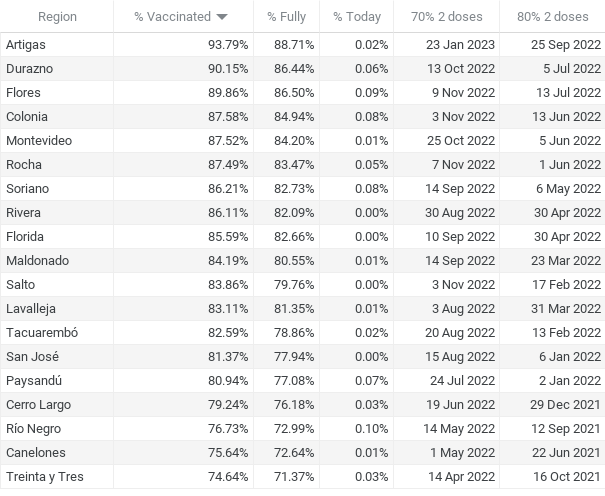 Region % Vaccinated % Fully % Today 70% 2 doses 80% 2 doses
Artigas 93.79% 88.71% 0.02% 23 Jan 2023 25 Sep 2022
Durazno 90.15% 86.44% 0.06% 13 Oct 2022 5 Jul 2022
Flores 89.86% 86.50% 0.09% 9 Nov 2022 13 Jul 2022
Colonia 87.58% 84.94% 0.08% 3 Nov 2022 13 Jun 2022
Montevideo 87.52% 84.20% 0.01% 25 Oct 2022 5 Jun 2022
Rocha 87.49% 83.47% 0.05% 7 Nov 2022 1 Jun 2022
Soriano 86.21% 82.73% 0.08% 14 Sep 2022 6 May 2022
Rivera 86.11% 82.09% 0.00% 30 Aug 2022 30 Apr 2022
Florida 85.59% 82.66% 0.00% 10 Sep 2022 30 Apr 2022
Maldonado 84.19% 80.55% 0.01% 14 Sep 2022 23 Mar 2022
Salto 83.86% 79.76% 0.00% 3 Nov 2022 17 Feb 2022
Lavalleja 83.11% 81.35% 0.01% 3 Aug 2022 31 Mar 2022
Tacuarembó 82.59% 78.86% 0.02% 20 Aug 2022 13 Feb 2022
San José 81.37% 77.94% 0.00% 15 Aug 2022 6 Jan 2022
Paysandú 80.94% 77.08% 0.07% 24 Jul 2022 2 Jan 2022
Cerro Largo 79.24% 76.18% 0.03% 19 Jun 2022 29 Dec 2021
Río Negro 76.73% 72.99% 0.10% 14 May 2022 12 Sep 2021
Canelones 75.64% 72.64% 0.01% 1 May 2022 22 Jun 2021
Treinta y Tres 74.64% 71.37% 0.03% 14 Apr 2022 16 Oct 2021